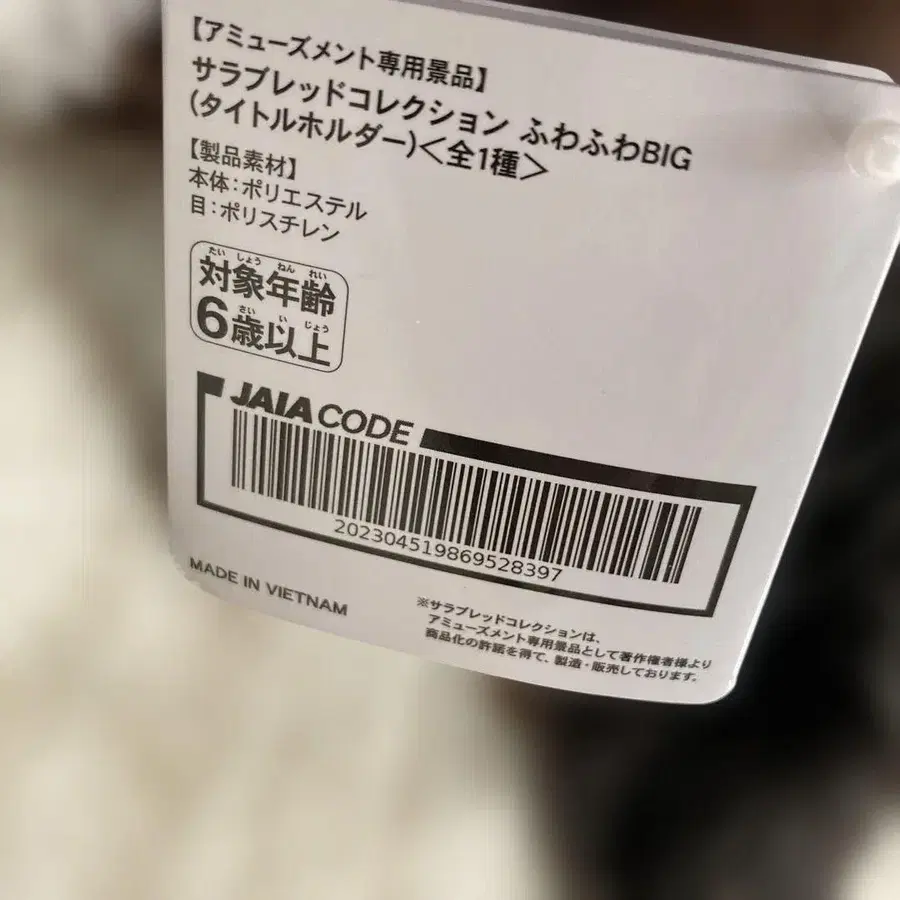 【アミューズメント専用景品】
サラブレッドコレクション ふわふわBIG
(タイトルホルダー)<全1種>
【製品素材】
本体:ポリエステル
目:ポリスチレン
たい しょう ねん れい
対象年齢
さい い じょう
6歳以上
JAIA CODE
202304519869528397
MADE IN VIETNAM
※サラブレッドコレクションは、
アミューズメント専用景品として著作権者様より
商品化の許諾を得て、製造・販売しております。